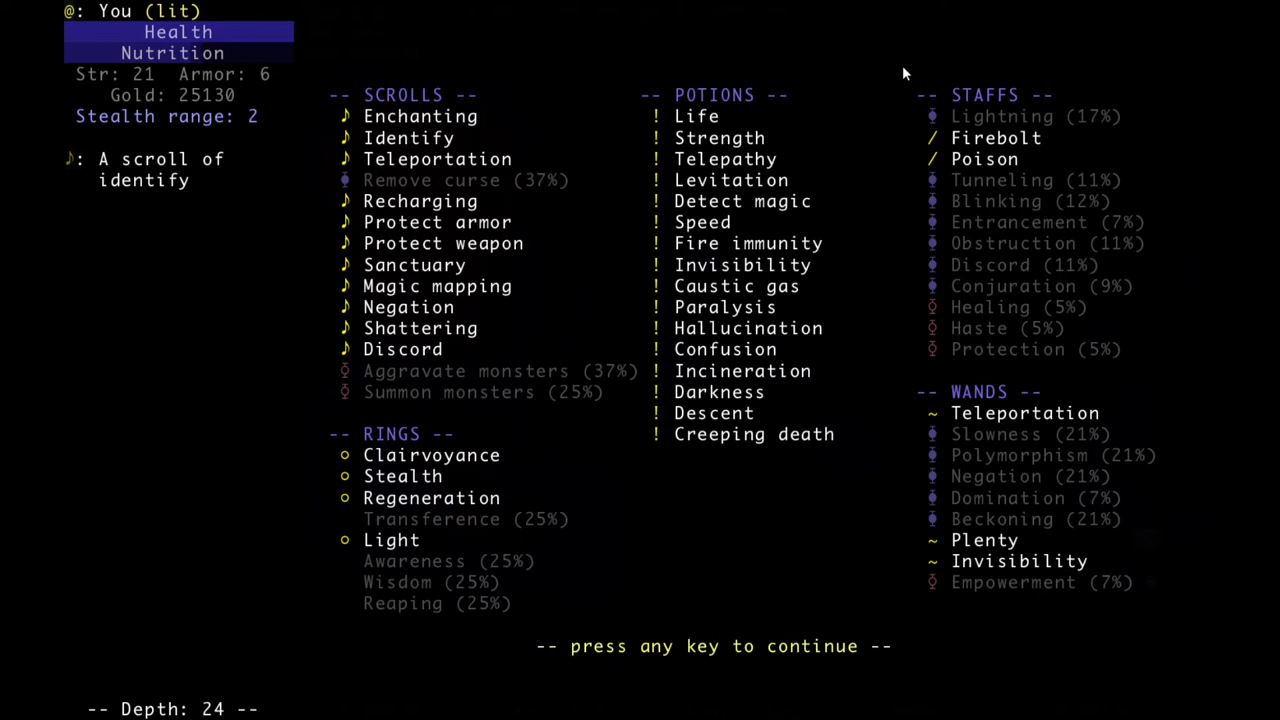 @: You (lit)
Health
Nutrition
Str: 21 Armor: 6
Gold: 25130
Stealth range: 2
♪: A scroll of
identify
-- SCROLLS --
♪ Enchanting
♪ Identify
♪ Teleportation
Remove curse (37%)
♪ Recharging
♪ Protect armor
♪ Protect weapon
♪ Sanctuary
♪ Magic mapping
♪ Negation
♪ Shattering
♪ Discord
Aggravate monsters (37%)
Summon monsters (25%)
-- RINGS --
○ Clairvoyance
○ Stealth
○ Regeneration
Transference (25%)
○ Light
Awareness (25%)
Wisdom (25%)
Reaping (25%)
-- POTIONS --
! Life
! Strength
! Telepathy
! Levitation
! Detect magic
! Speed
! Fire immunity
! Invisibility
! Caustic gas
! Paralysis
! Hallucination
! Confusion
! Incineration
! Darkness
! Descent
! Creeping death
-- STAFFS --
Lightning (17%)
/ Firebolt
/ Poison
Tunneling (11%)
Blinking (12%)
Entrancement (7%)
Obstruction (11%)
Discord (11%)
Conjuration (9%)
Healing (5%)
Haste (5%)
Protection (5%)
-- WANDS --
~ Teleportation
Slowness (21%)
Polymorphism (21%)
Negation (21%)
Domination (7%)
Beckoning (21%)
~ Plenty
~ Invisibility
Empowerment (7%)
-- press any key to continue --
-- Depth: 24 --